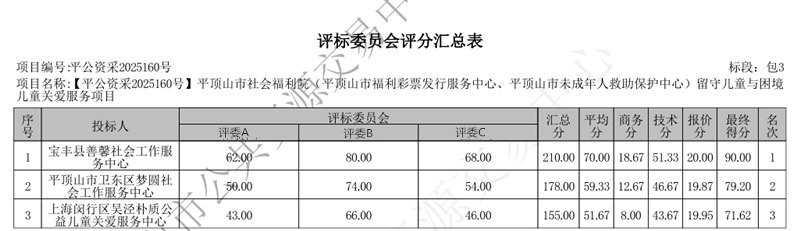 评标委员会评分汇总表
项目编号:平公资采2025160号 标段：包3
项目名称:【平公资采2025160号】平顶山市社会福利院（平顶山市福利彩票发行服务中心、平顶山市未成年人救助保护中心）留守儿童与困境
儿童关爱服务项目
序号 投标人 评标委员会 汇总分 平均分 商务分 技术分 报价分 最终得分 名次
评委A 评委B 评委C
1 宝丰县善馨社会工作服务中心 62.00 80.00 68.00 210.00 70.00 18.67 51.33 20.00 90.00 1
2 平顶山市卫东区梦圆社会工作服务中心 50.00 74.00 54.00 178.00 59.33 12.67 46.67 19.87 79.20 2
3 上海闵行区吴泾朴质公益儿童关爱服务中心 43.00 66.00 46.00 155.00 51.67 8.00 43.67 19.95 71.62 3